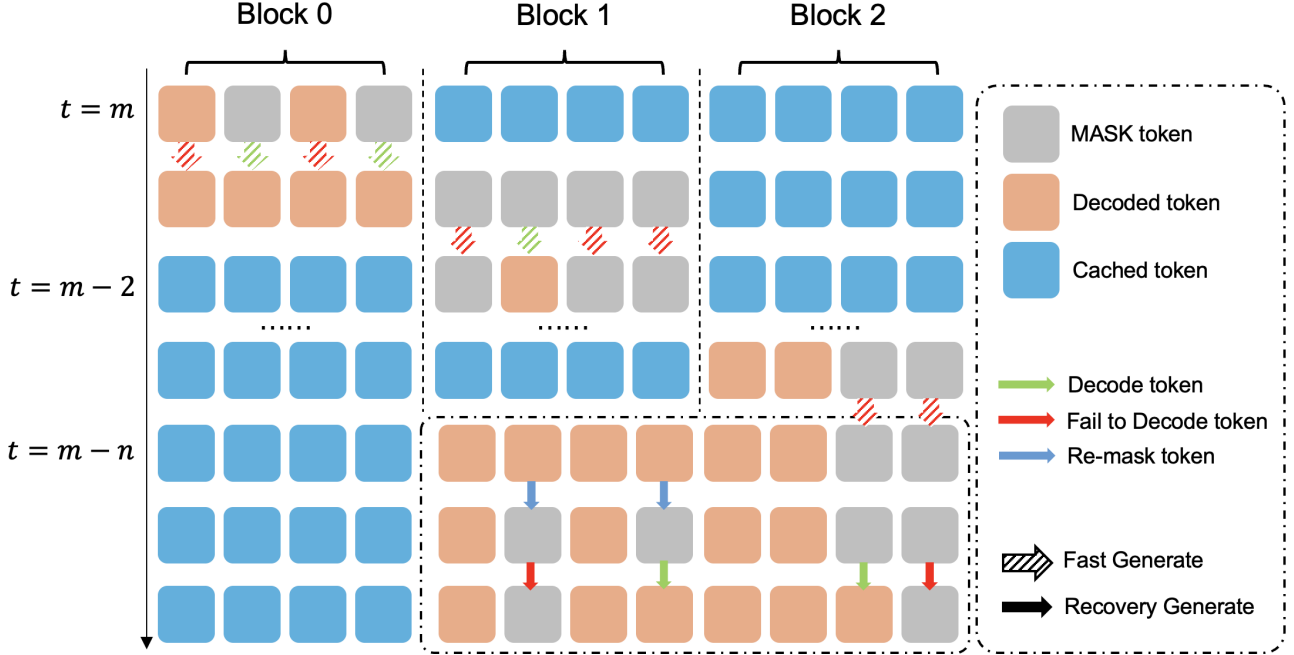 Block 0
Block 1
Block 2
t = m
MASK token
Decoded token
Cached token
t = m − 2
......
......
......
Decode token
Fail to Decode token
t = m − n
Re-mask token
Fast Generate
Recovery Generate